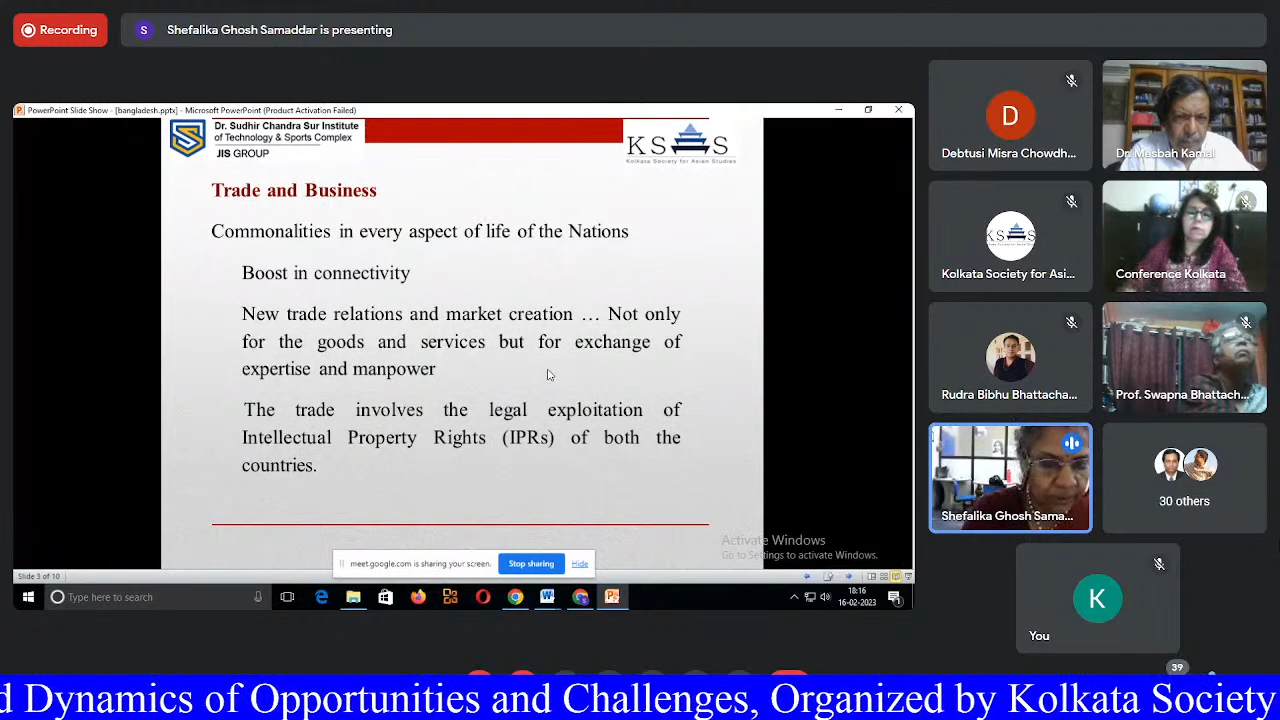 Recording
S
Shefalika Ghosh Samaddar is presenting
PowerPoint Slide Show - [bangladesh.pptx] - Microsoft PowerPoint (Product Activation Failed)
Dr. Sudhir Chandra Sur Institute
of Technology & Sports Complex
JIS GROUP
KSAS
Kolkata Society for Asian Studies
Trade and Business
Commonalities in every aspect of life of the Nations
Boost in connectivity
New trade relations and market creation … Not only
for the goods and services but for exchange of
expertise and manpower
The trade involves the legal exploitation of
Intellectual Property Rights (IPRs) of both the
countries.
Activate Windows
Go to Settings to activate Windows.
meet.google.com is sharing your screen.
Stop sharing
Hide
Slide 3 of 10
Type here to search
18:16
16-02-2023
1
D
Debtusi Misra Chowdh...
Dr. Mesbah Kamal
KSAS
Kolkata Society for Asi...
Conference Kolkata
Rudra Bibhu Bhattacha...
Prof. Swapna Bhattach...
Shefalika Ghosh Sama...
30 others
K
You
39
d Dynamics of Opportunities and Challenges, Organized by Kolkata Society